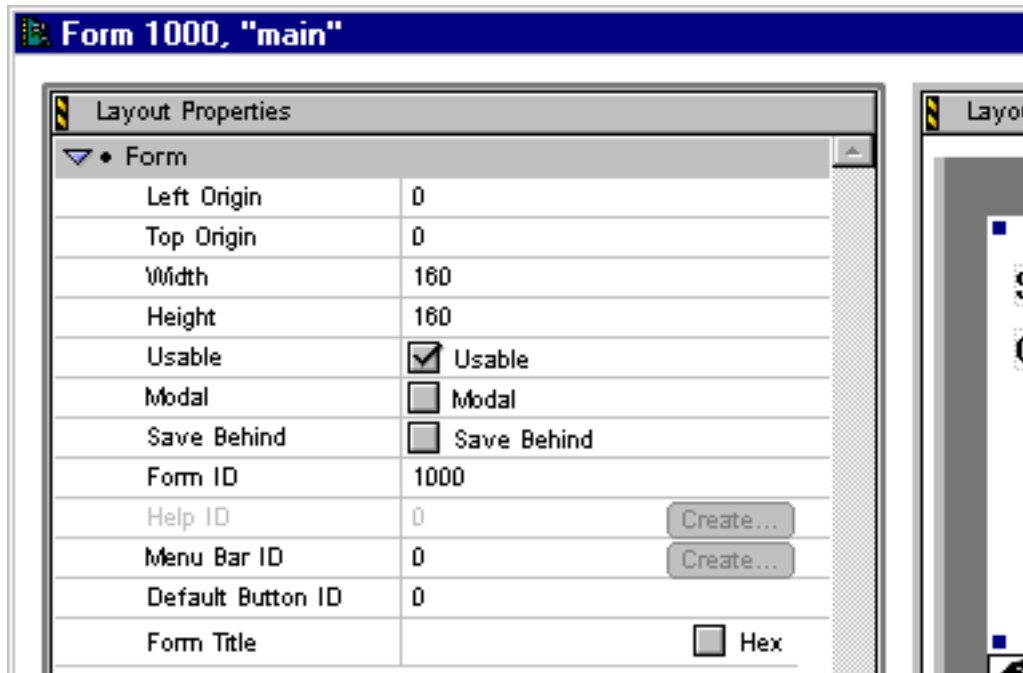 Form 1000, "main"
Layout Properties
Form
Left Origin 0
Top Origin 0
Width 160
Height 160
Usable Usable
Modal Modal
Save Behind Save Behind
Form ID 1000
Help ID 0 Create...
Menu Bar ID 0 Create...
Default Button ID 0
Form Title Hex